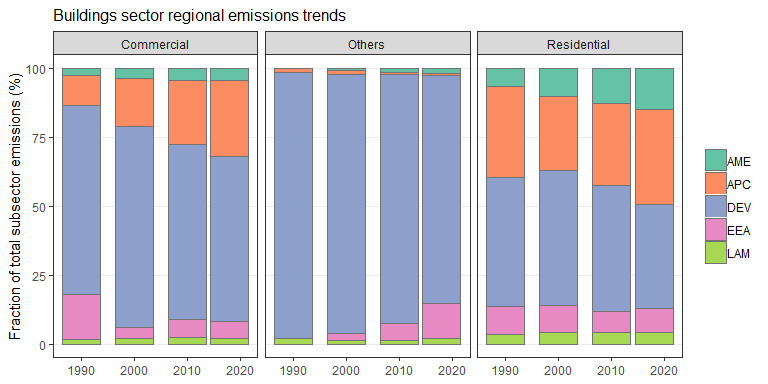 Buildings sector regional emissions trends
Commercial
Others
Residential
Fraction of total subsector emissions (%)
100
75
50
25
0
1990 2000 2010 2020
1990 2000 2010 2020
1990 2000 2010 2020
AME
APC
DEV
EEA
LAM